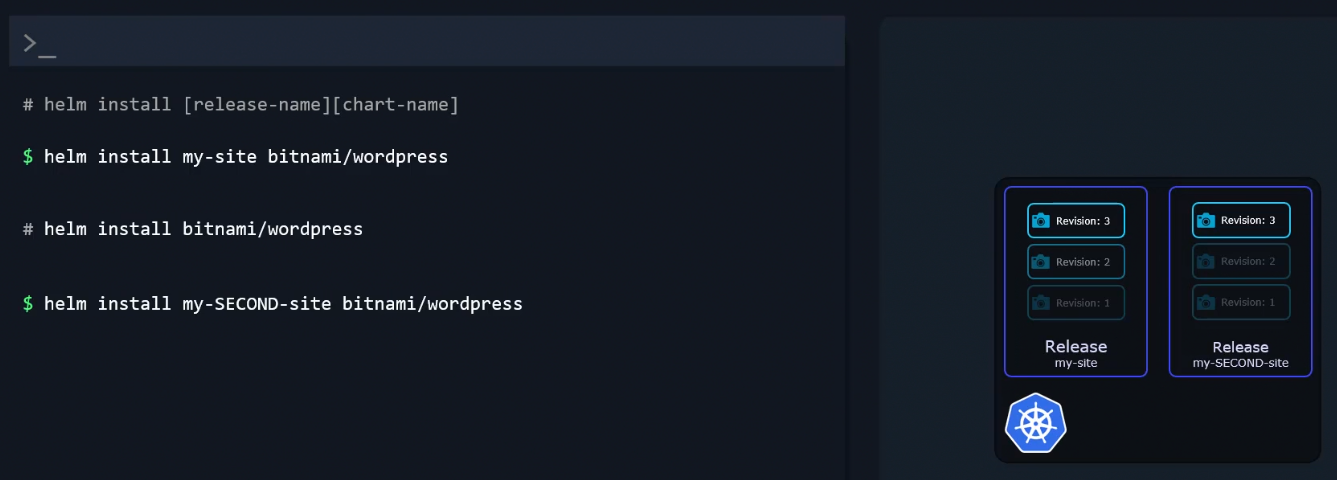 >_
# helm install [release-name][chart-name]
$ helm install my-site bitnami/wordpress
# helm install bitnami/wordpress
$ helm install my-SECOND-site bitnami/wordpress
Revision: 3
Revision: 2
Revision: 1
Release
my-site
Revision: 3
Revision: 2
Revision: 1
Release
my-SECOND-site